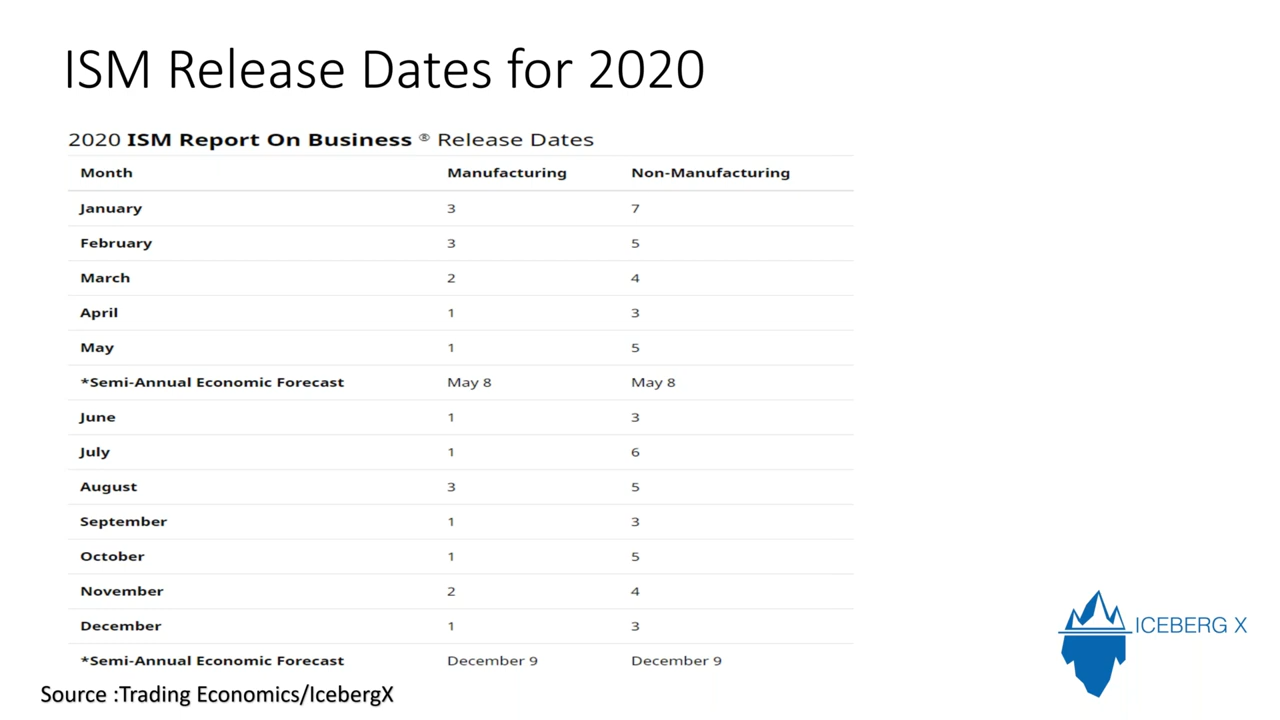 ISM Release Dates for 2020
2020 ISM Report On Business ® Release Dates
Month Manufacturing Non-Manufacturing
January 3 7
February 3 5
March 2 4
April 1 3
May 1 5
*Semi-Annual Economic Forecast May 8 May 8
June 1 3
July 1 6
August 3 5
September 1 3
October 1 5
November 2 4
December 1 3
*Semi-Annual Economic Forecast December 9 December 9
ICEBERG X
Source :Trading Economics/IcebergX